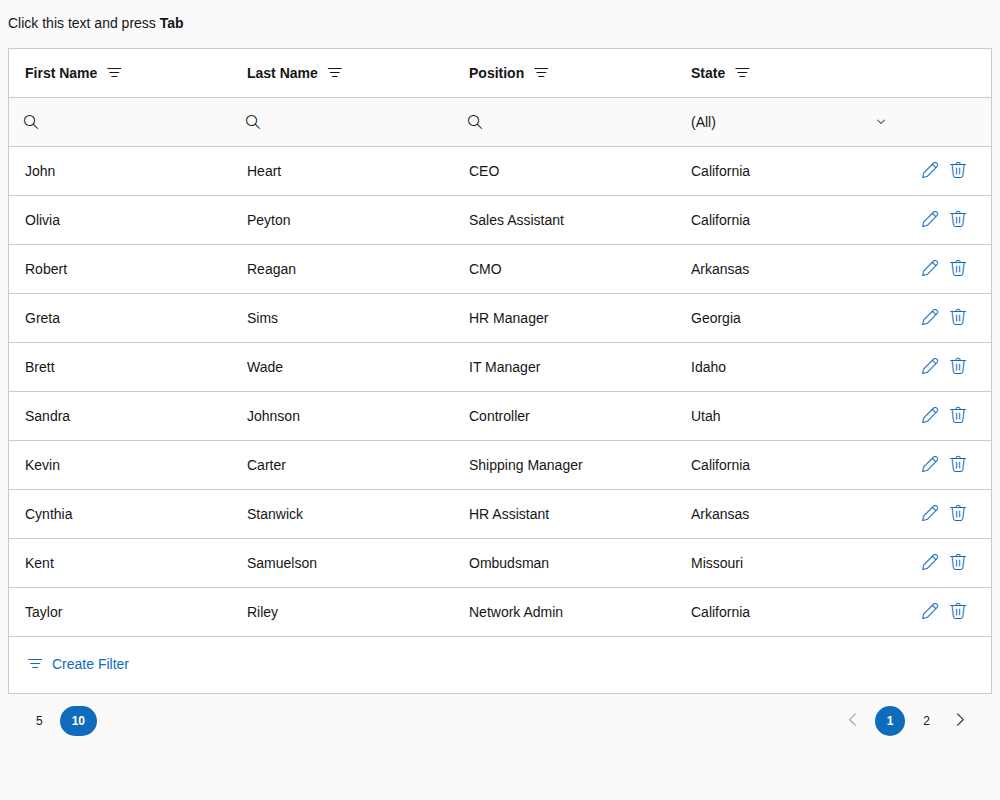 Click this text and press Tab
First Name Last Name Position State
(All)
John Heart CEO California
Olivia Peyton Sales Assistant California
Robert Reagan CMO Arkansas
Greta Sims HR Manager Georgia
Brett Wade IT Manager Idaho
Sandra Johnson Controller Utah
Kevin Carter Shipping Manager California
Cynthia Stanwick HR Assistant Arkansas
Kent Samuelson Ombudsman Missouri
Taylor Riley Network Admin California
Create Filter
5 10 1 2